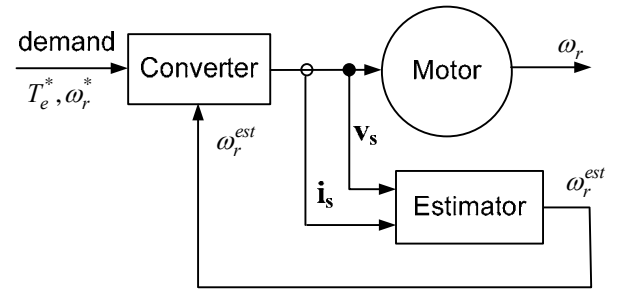 demand
Converter
Motor
ω_r
T_e^*, ω_r^*
ω_r^{est}
v_s
i_s
Estimator
ω_r^{est}